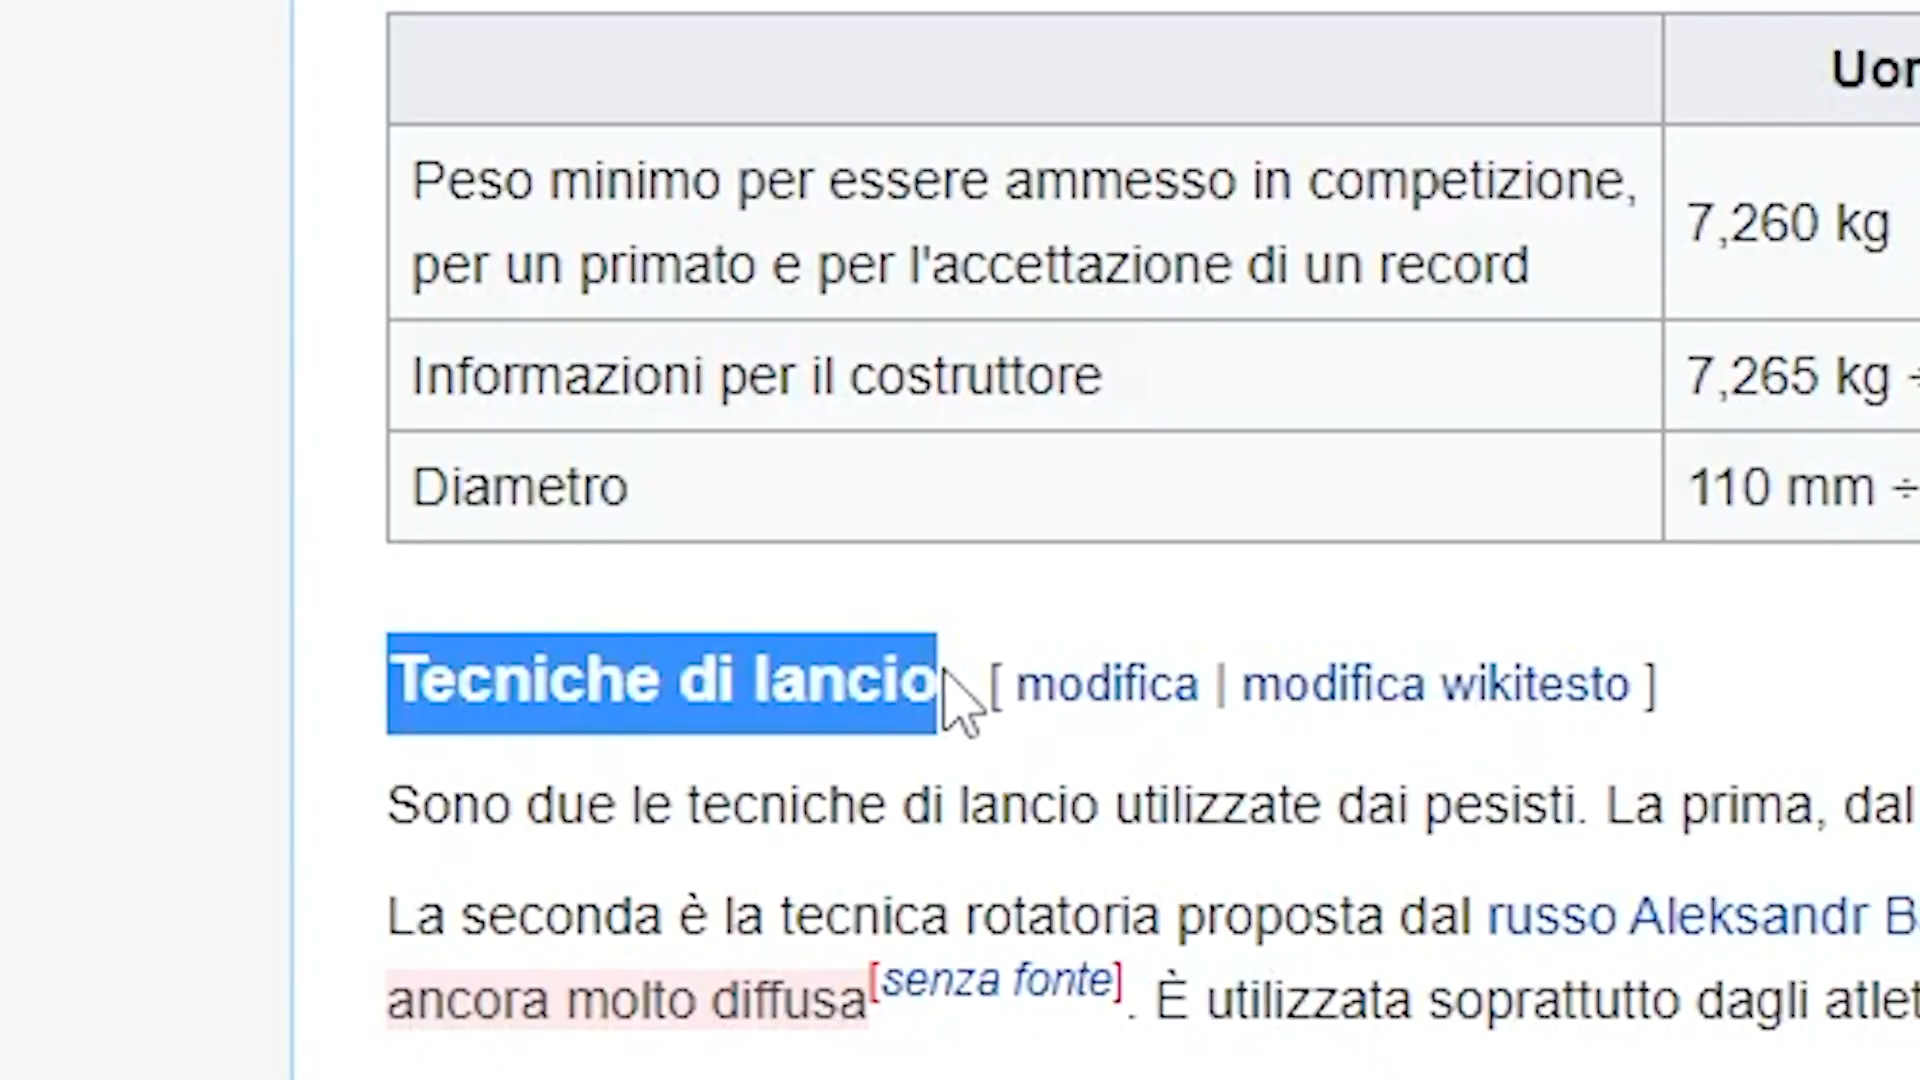 Peso minimo per essere ammesso in competizione,
per un primato e per l'accettazione di un record
7,260 kg
Informazioni per il costruttore
7,265 kg
Diametro
110 mm ÷
Tecniche di lancio [ modifica | modifica wikitesto ]
Sono due le tecniche di lancio utilizzate dai pesisti. La prima, dal
La seconda è la tecnica rotatoria proposta dal russo Aleksandr
ancora molto diffusa[senza fonte]. È utilizzata soprattutto dagli